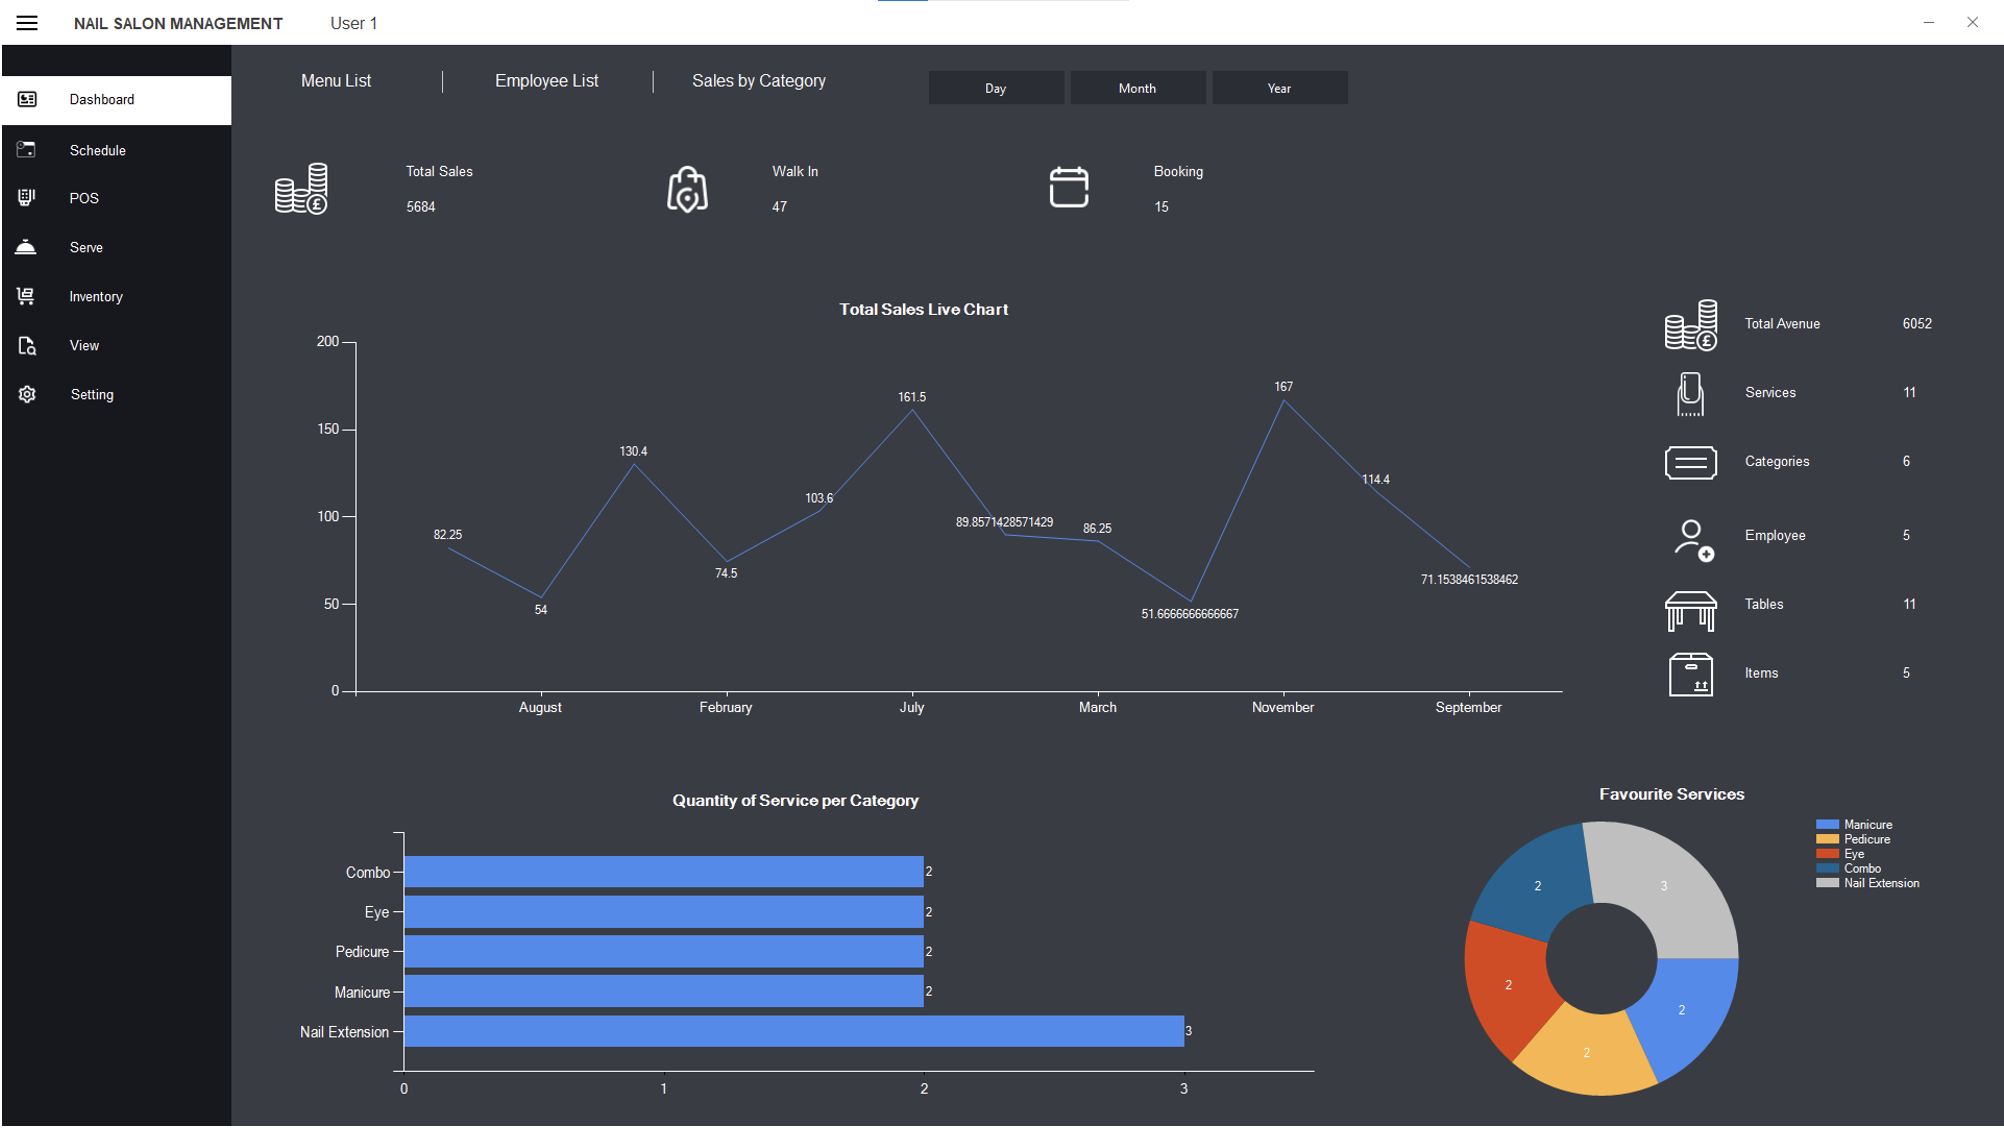 NAIL SALON MANAGEMENT User 1
Dashboard
Schedule
POS
Serve
Inventory
View
Setting
Menu List | Employee List | Sales by Category
Day Month Year
Total Sales
5684
Walk In
47
Booking
15
Total Sales Live Chart
200
150
100
50
0
82.25
54
130.4
74.5
103.6
161.5
89.8571428571429
86.25
51.6666666666667
167
114.4
71.1538461538462
August February July March November September
Total Avenue 6052
Services 11
Categories 6
Employee 5
Tables 11
Items 5
Quantity of Service per Category
Combo 2
Eye 2
Pedicure 2
Manicure 2
Nail Extension 3
0 1 2 3
Favourite Services
Manicure
Pedicure
Eye
Combo
Nail Extension
2
3
2
2
2